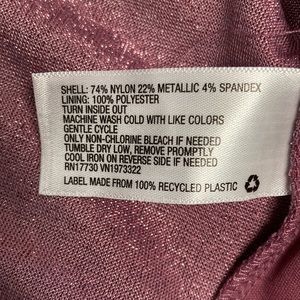 SHELL: 74% NYLON 22% METALLIC 4% SPANDEX
LINING: 100% POLYESTER
TURN INSIDE OUT
MACHINE WASH COLD WITH LIKE COLORS
GENTLE CYCLE
ONLY NON-CHLORINE BLEACH IF NEEDED
TUMBLE DRY LOW, REMOVE PROMPTLY
COOL IRON ON REVERSE SIDE IF NEEDED
RN17730 VN1973322
LABEL MADE FROM 100% RECYCLED PLASTIC